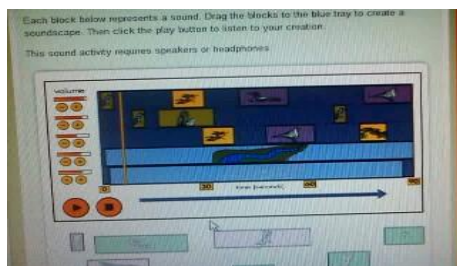 Each block below represents a sound. Drag the blocks to the blue tray to create a
soundscape. Then click the play button to listen to your creation.
This sound activity requires speakers or headphones
volume
0
30
time (seconds)
60
90